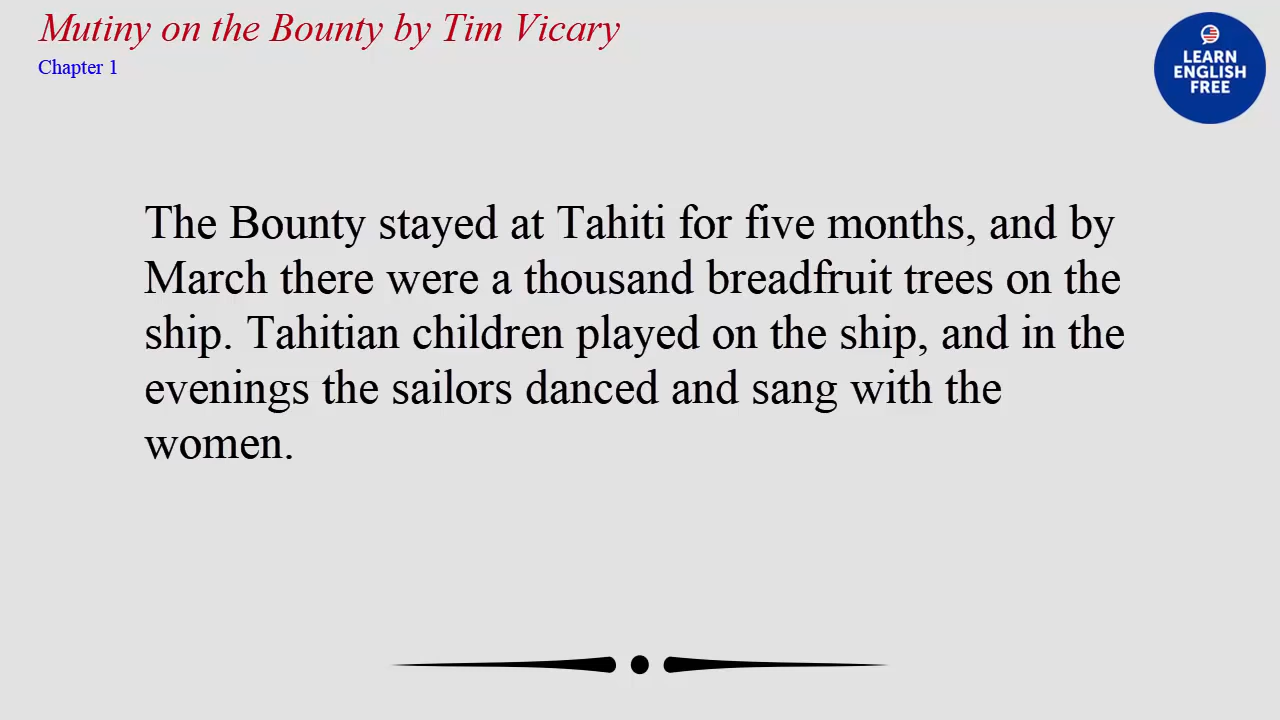 Mutiny on the Bounty by Tim Vicary
Chapter 1
LEARN
ENGLISH
FREE
The Bounty stayed at Tahiti for five months, and by
March there were a thousand breadfruit trees on the
ship. Tahitian children played on the ship, and in the
evenings the sailors danced and sang with the
women.